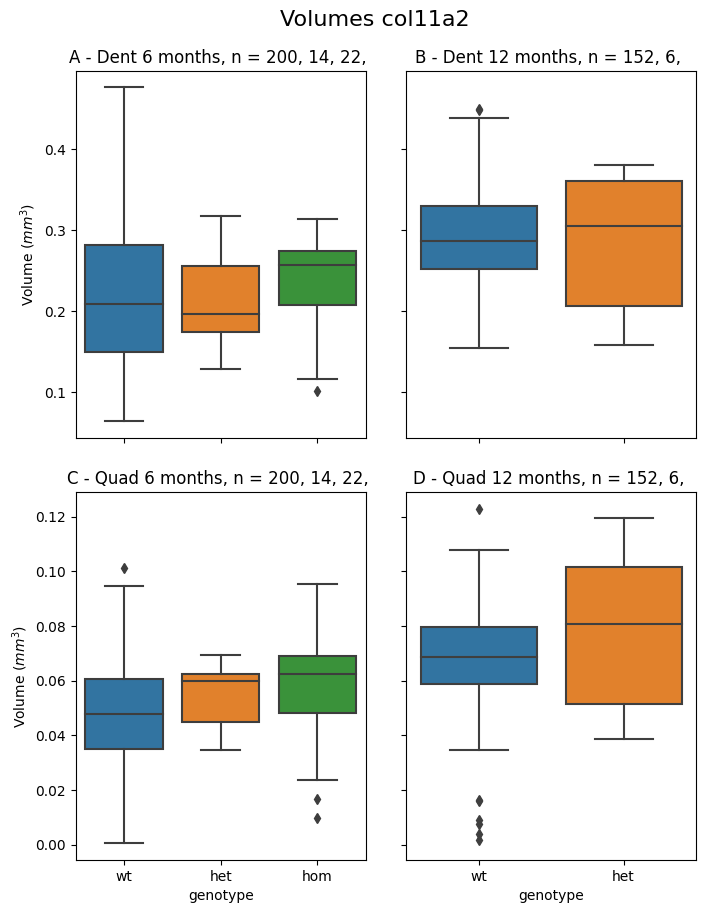 Volumes col11a2
A - Dent 6 months, n = 200, 14, 22,
B - Dent 12 months, n = 152, 6,
Volume (mm³)
0.4
0.3
0.2
0.1
C - Quad 6 months, n = 200, 14, 22,
D - Quad 12 months, n = 152, 6,
Volume (mm³)
0.12
0.10
0.08
0.06
0.04
0.02
0.00
wt het hom
genotype
wt het
genotype